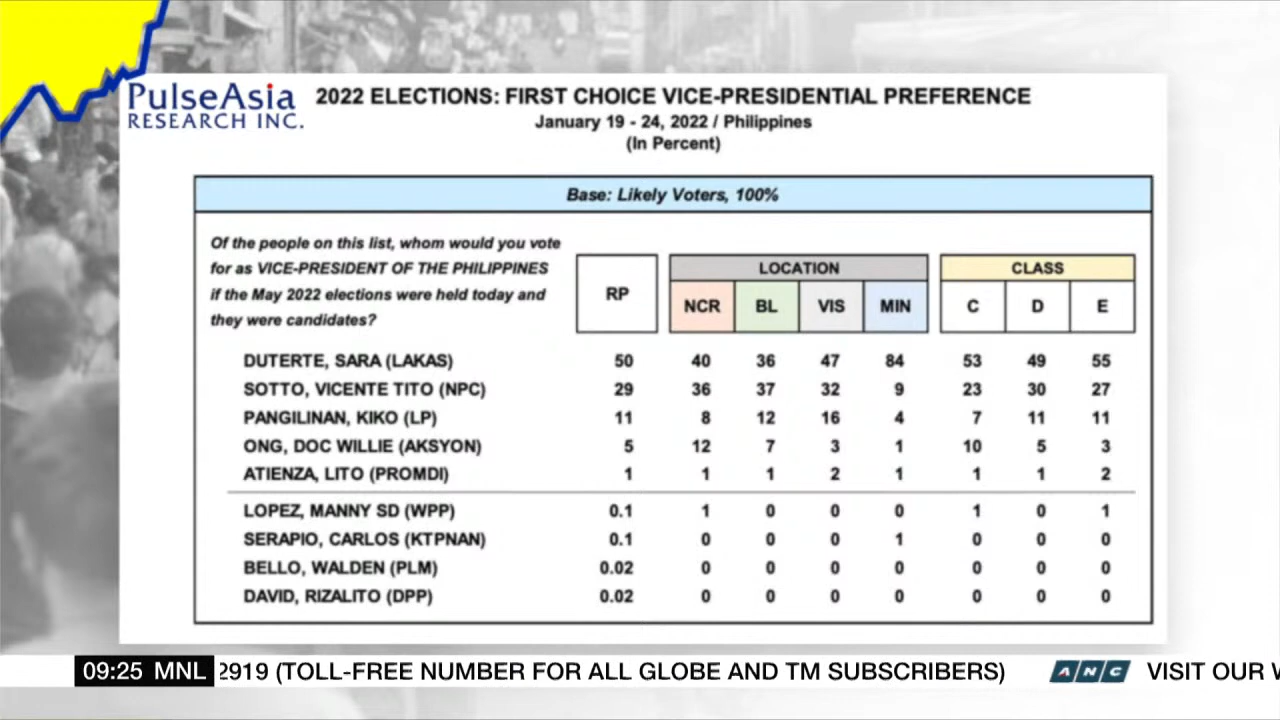 PulseAsia
RESEARCH INC.
2022 ELECTIONS: FIRST CHOICE VICE-PRESIDENTIAL PREFERENCE
January 19 - 24, 2022 / Philippines
(In Percent)
Base: Likely Voters, 100%
Of the people on this list, whom would you vote
for as VICE-PRESIDENT OF THE PHILIPPINES
if the May 2022 elections were held today and
they were candidates?
RP
LOCATION
CLASS
NCR BL VIS MIN C D E
DUTERTE, SARA (LAKAS) 50 40 36 47 84 53 49 55
SOTTO, VICENTE TITO (NPC) 29 36 37 32 9 23 30 27
PANGILINAN, KIKO (LP) 11 8 12 16 4 7 11 11
ONG, DOC WILLIE (AKSYON) 5 12 7 3 1 10 5 3
ATIENZA, LITO (PROMDI) 1 1 1 2 1 1 1 2
LOPEZ, MANNY SD (WPP) 0.1 1 0 0 0 1 0 1
SERAPIO, CARLOS (KTPNAN) 0.1 0 0 0 1 0 0 0
BELLO, WALDEN (PLM) 0.02 0 0 0 0 0 0 0
DAVID, RIZALITO (DPP) 0.02 0 0 0 0 0 0 0
09:25 MNL 2919 (TOLL-FREE NUMBER FOR ALL GLOBE AND TM SUBSCRIBERS) ANC VISIT OUR W